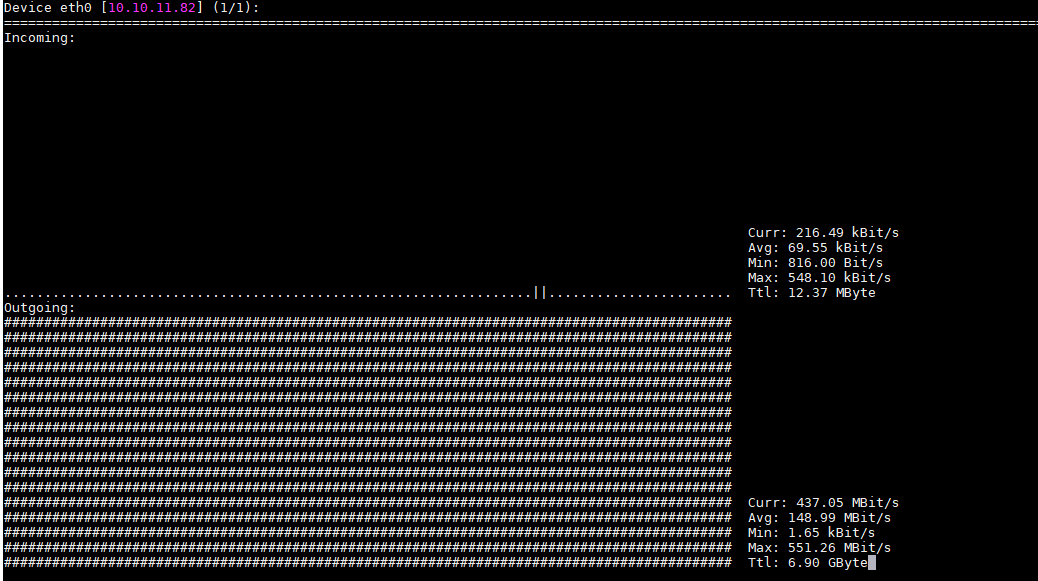 Device eth0 [10.10.11.82] (1/1):
Incoming:
Curr: 216.49 kBit/s
Avg: 69.55 kBit/s
Min: 816.00 Bit/s
Max: 548.10 kBit/s
Ttl: 12.37 MByte
Outgoing:
Curr: 437.05 MBit/s
Avg: 148.99 MBit/s
Min: 1.65 kBit/s
Max: 551.26 MBit/s
Ttl: 6.90 GByte